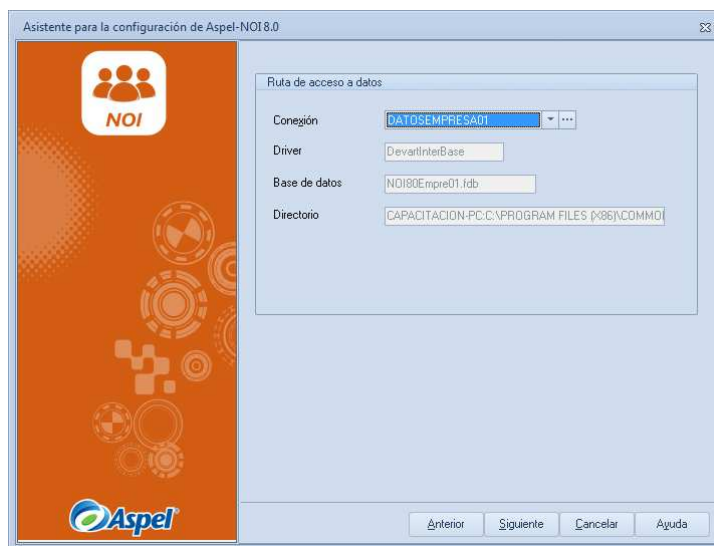 Asistente para la configuración de Aspel-NOI 8.0
NOI
Ruta de acceso a datos
Conexión DATOSEMPRESA01
Driver DevartInterBase
Base de datos NOI80Empre01.fdb
Directorio CAPACITACION-PC:C:\PROGRAM FILES (X86)\COMMO
Aspel
Anterior Siguiente Cancelar Ayuda